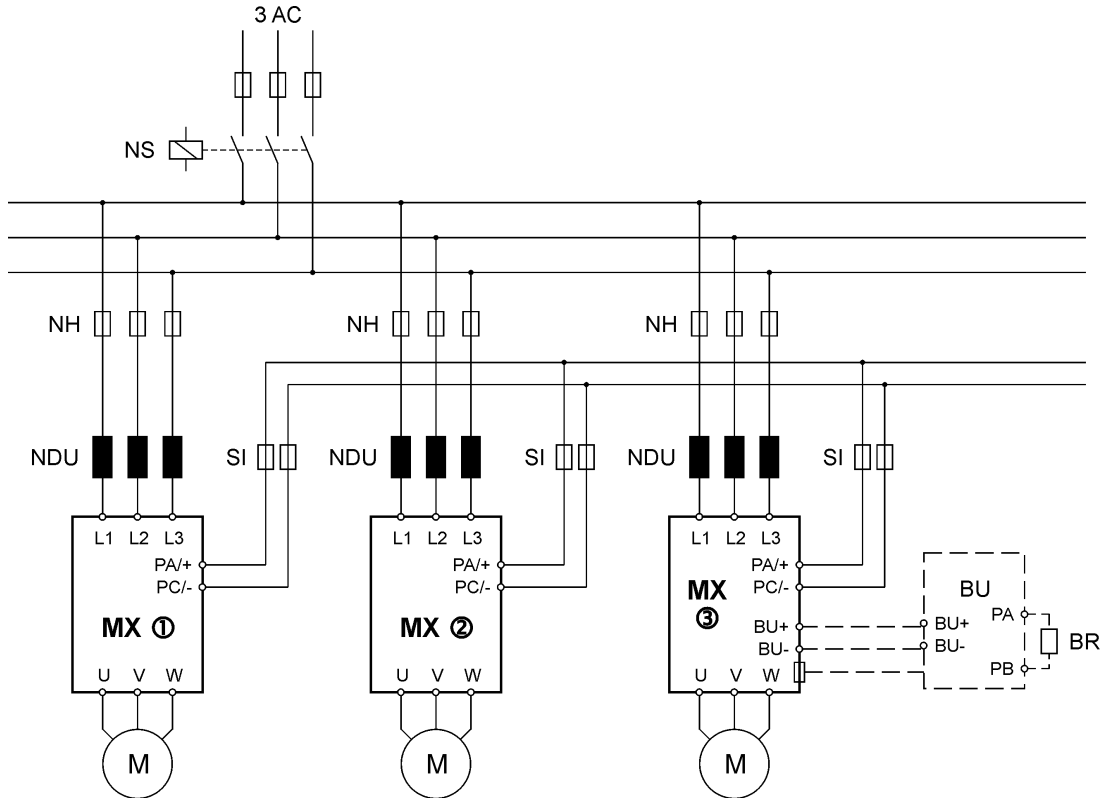 3 AC
NS
NH NH NH
NDU SI NDU SI NDU SI
L1 L2 L3 L1 L2 L3 L1 L2 L3
PA/+ PA/+ PA/+
PC/- PC/- PC/-
BU
MX ① MX ② MX ③
PA
BU+ BU+
BU- BU-
BR
PB
U V W U V W U V W
M M M